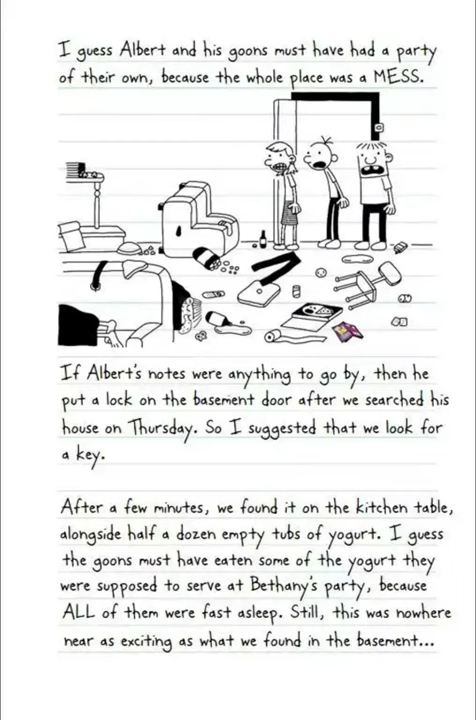 I guess Albert and his goons must have had a party
of their own, because the whole place was a MESS.
If Albert's notes were anything to go by, then he
put a lock on the basement door after we searched his
house on Thursday. So I suggested that we look for
a key.
After a few minutes, we found it on the kitchen table,
alongside half a dozen empty tubs of yogurt. I guess
the goons must have eaten some of the yogurt they
were supposed to serve at Bethany's party, because
ALL of them were fast asleep. Still, this was nowhere
near as exciting as what we found in the basement...